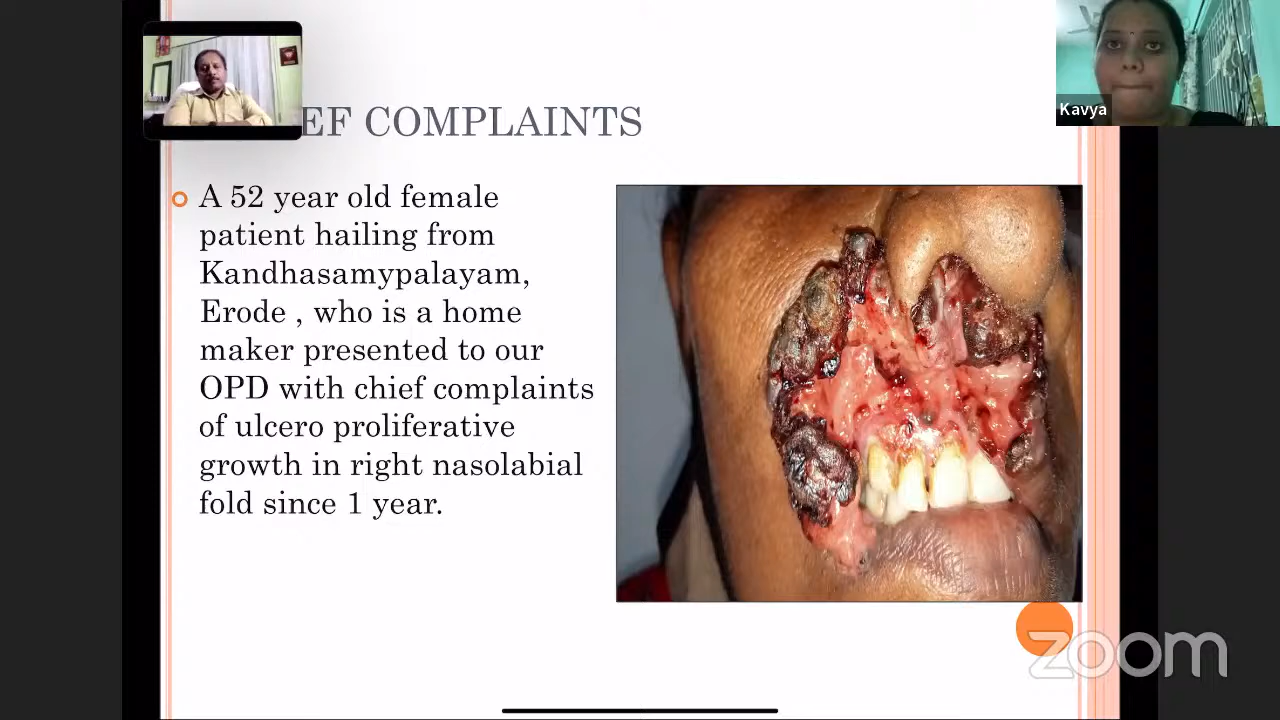 EF COMPLAINTS
Kavya
A 52 year old female
patient hailing from
Kandhasamypalayam,
Erode , who is a home
maker presented to our
OPD with chief complaints
of ulcero proliferative
growth in right nasolabial
fold since 1 year.
zoom